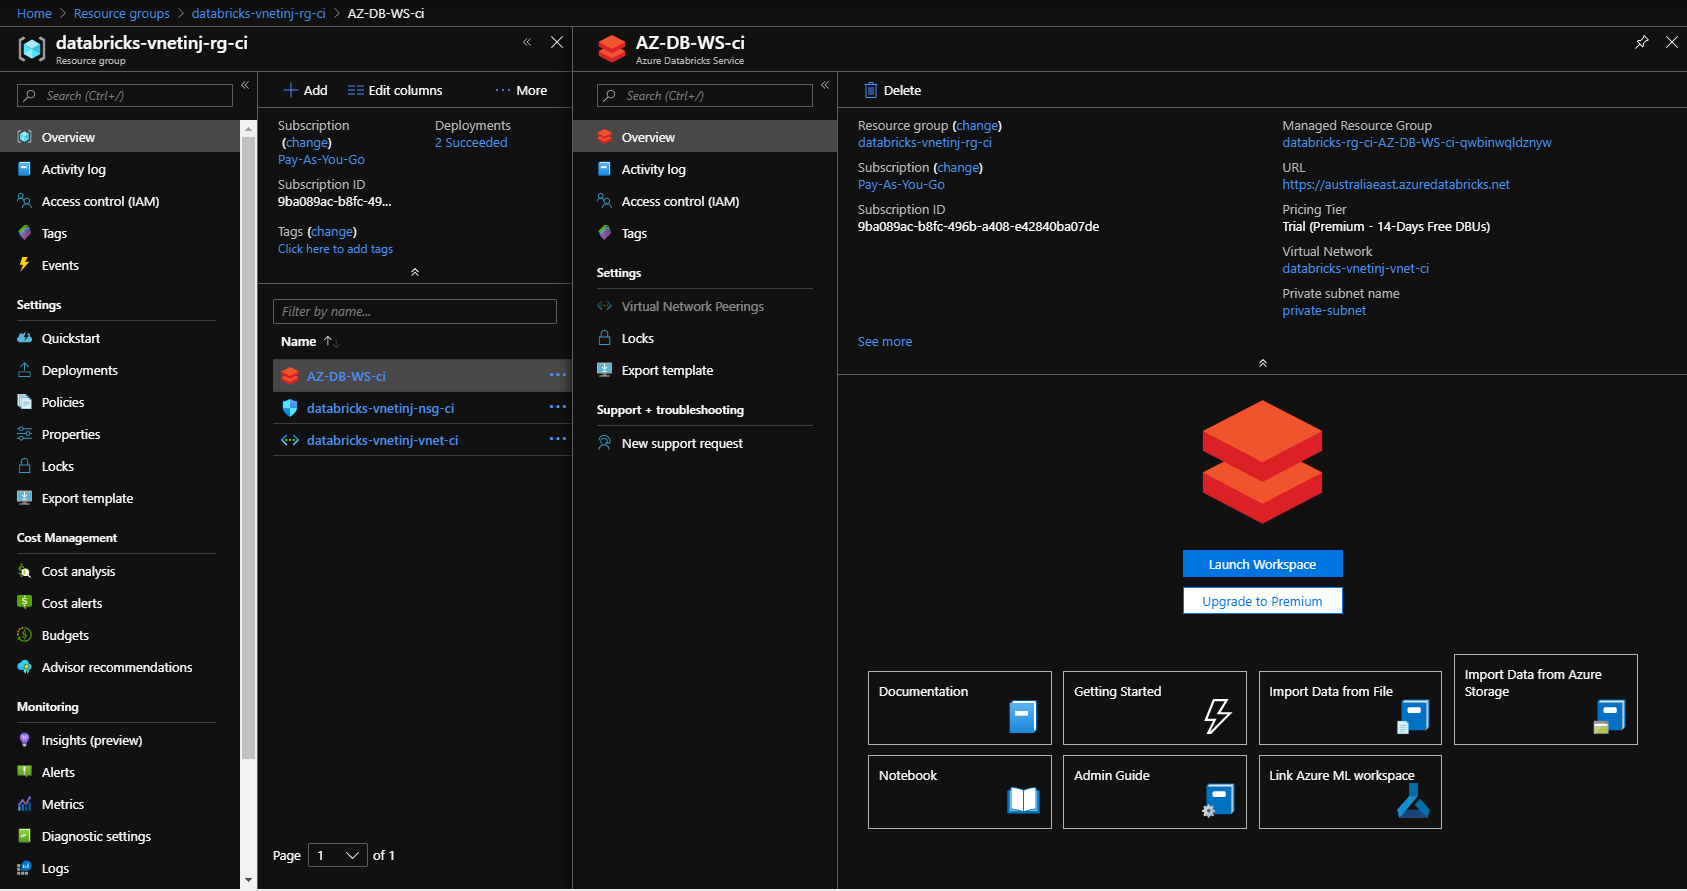 Home > Resource groups > databricks-vnetinj-rg-ci > AZ-DB-WS-ci
databricks-vnetinj-rg-ci
Resource group
Search (Ctrl+/)
Overview
Activity log
Access control (IAM)
Tags
Events
Settings
Quickstart
Deployments
Policies
Properties
Locks
Export template
Cost Management
Cost analysis
Cost alerts
Budgets
Advisor recommendations
Monitoring
Insights (preview)
Alerts
Metrics
Diagnostic settings
Logs
Add
Edit columns
··· More
Subscription
(change)
Pay-As-You-Go
Deployments
2 Succeeded
Subscription ID
9ba089ac-b8fc-49...
Tags (change)
Click here to add tags
Filter by name...
Name
AZ-DB-WS-ci
databricks-vnetinj-nsg-ci
databricks-vnetinj-vnet-ci
Page 1 of 1
AZ-DB-WS-ci
Azure Databricks Service
Search (Ctrl+/)
Overview
Activity log
Access control (IAM)
Tags
Settings
Virtual Network Peerings
Locks
Export template
Support + troubleshooting
New support request
Delete
Resource group (change)
databricks-vnetinj-rg-ci
Subscription (change)
Pay-As-You-Go
Subscription ID
9ba089ac-b8fc-496b-a408-e42840ba07de
See more
Managed Resource Group
databricks-rg-ci-AZ-DB-WS-ci-qwbinwqldznyw
URL
https://australiaeast.azuredatabricks.net
Pricing Tier
Trial (Premium - 14-Days Free DBUs)
Virtual Network
databricks-vnetinj-vnet-ci
Private subnet name
private-subnet
Launch Workspace
Upgrade to Premium
Documentation
Getting Started
Import Data from File
Import Data from Azure
Storage
Notebook
Admin Guide
Link Azure ML workspace